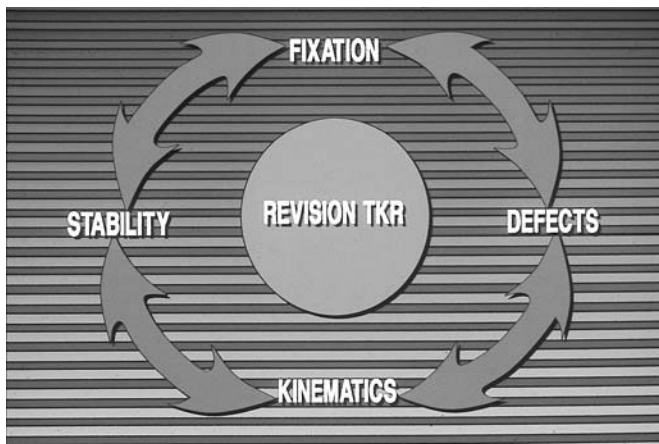 FIXATION
STABILITY
REVISION TKR
DEFECTS
KINEMATICS